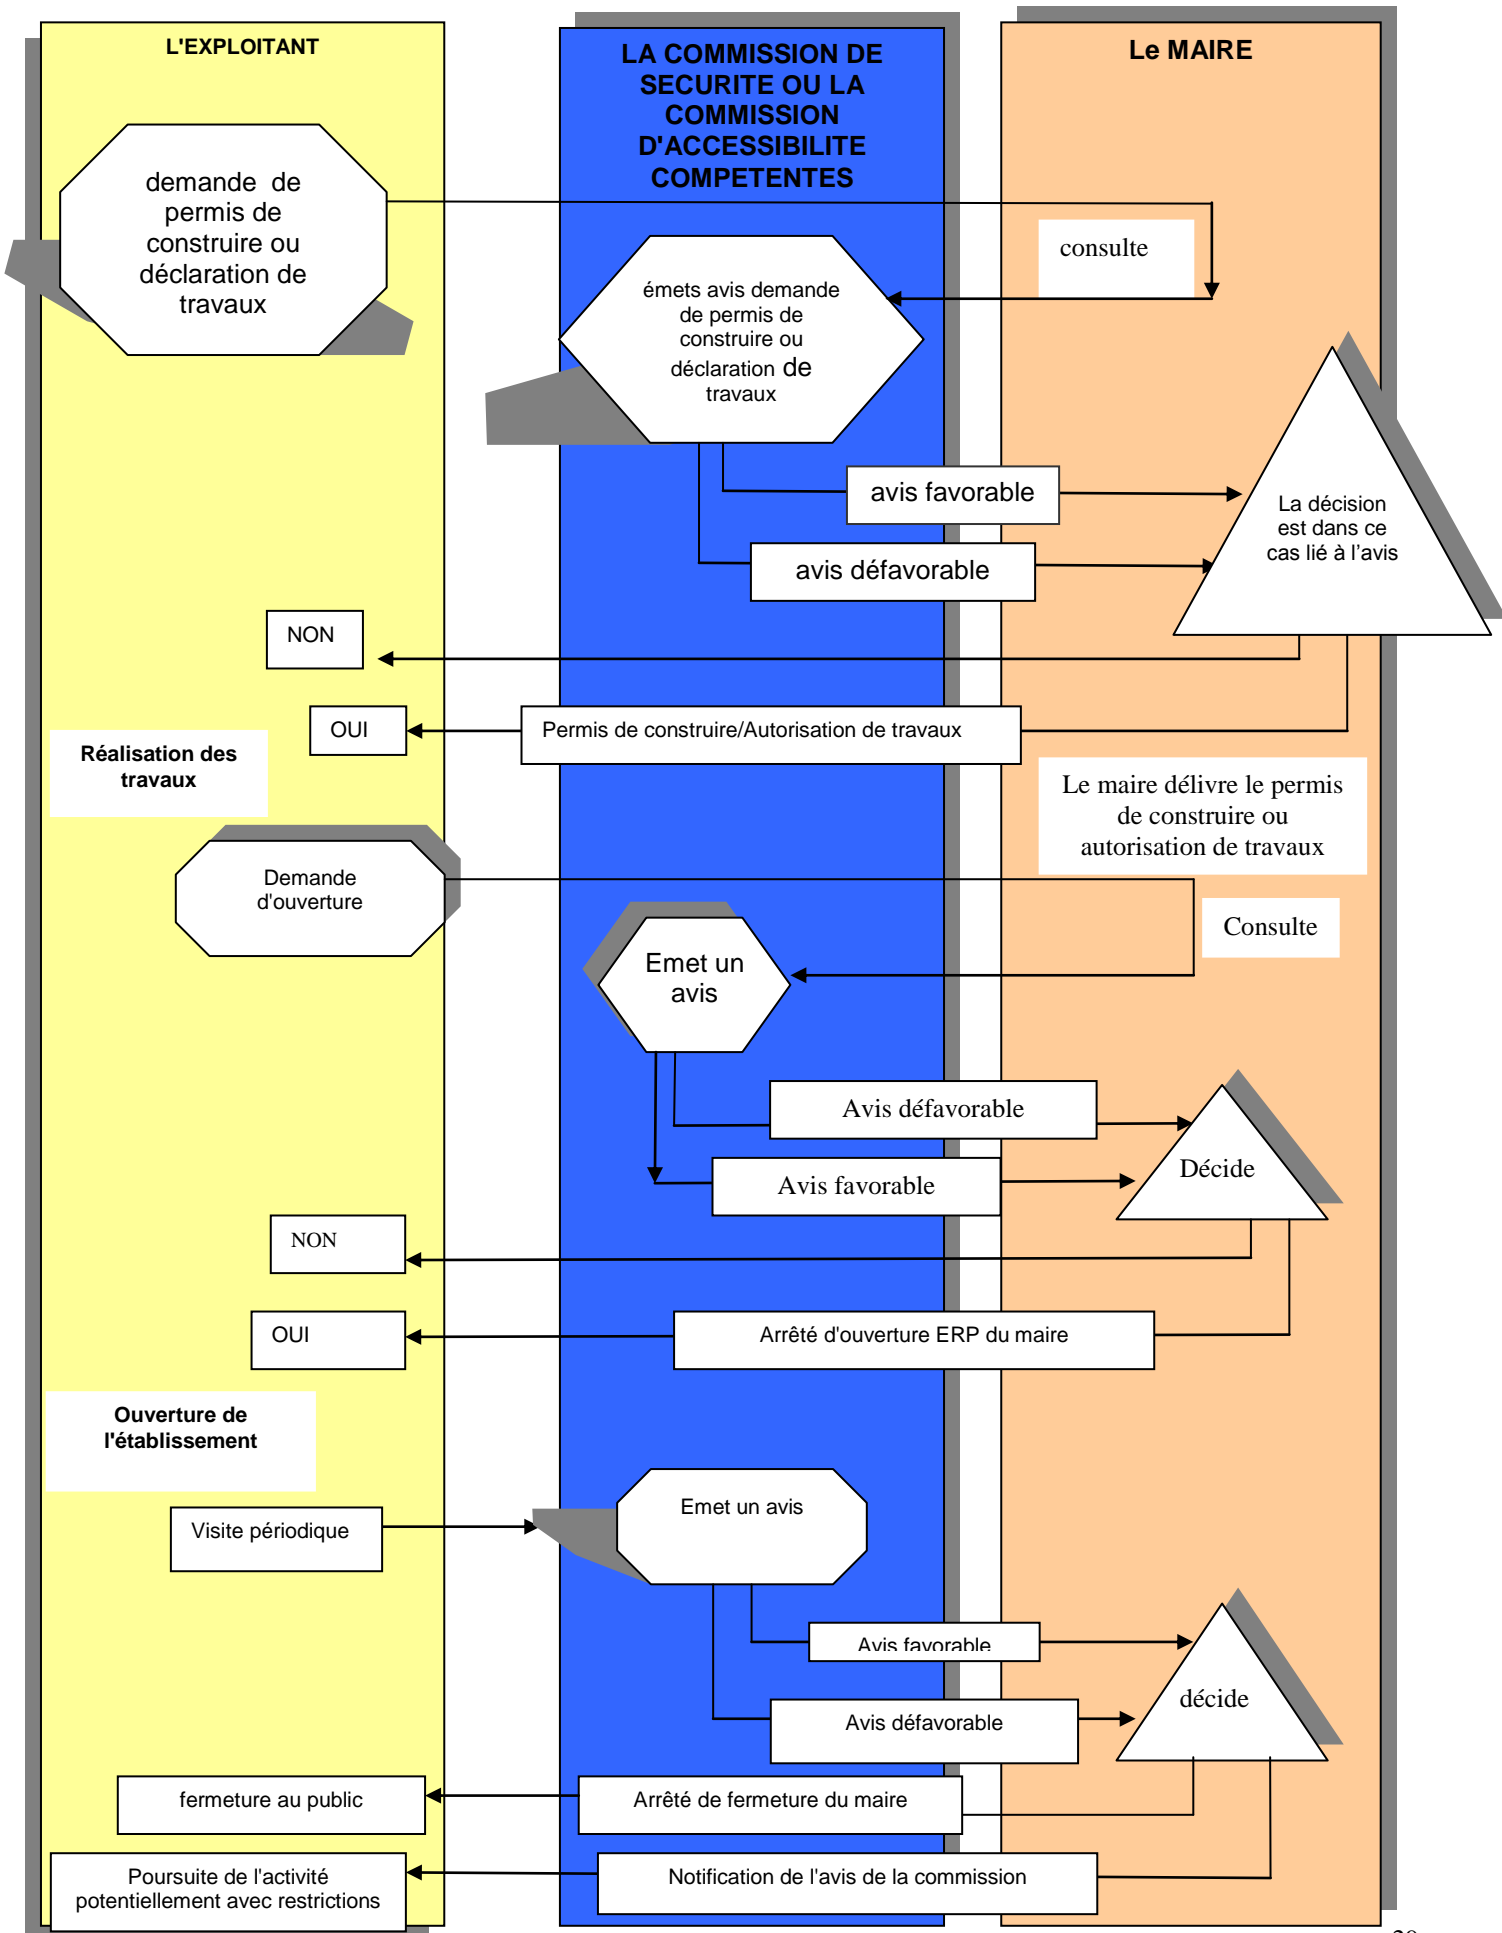 L'EXPLOITANT
LA COMMISSION DE
SECURITE OU LA
COMMISSION
D'ACCESSIBILITE
COMPETENTES
Le MAIRE
demande de
permis de
construire ou
déclaration de
travaux
consulte
émets avis demande
de permis de
construire ou
déclaration de
travaux
avis favorable
La décision
est dans ce
cas lié à l'avis
avis défavorable
NON
OUI
Permis de construire/Autorisation de travaux
Réalisation des
travaux
Le maire délivre le permis
de construire ou
autorisation de travaux
Demande
d'ouverture
Consulte
Emet un
avis
Avis défavorable
Avis favorable
Décide
NON
OUI
Arrêté d'ouverture ERP du maire
Ouverture de
l'établissement
Visite périodique
Emet un avis
Avis favorable
décide
Avis défavorable
fermeture au public
Arrêté de fermeture du maire
Poursuite de l'activité
potentiellement avec restrictions
Notification de l'avis de la commission